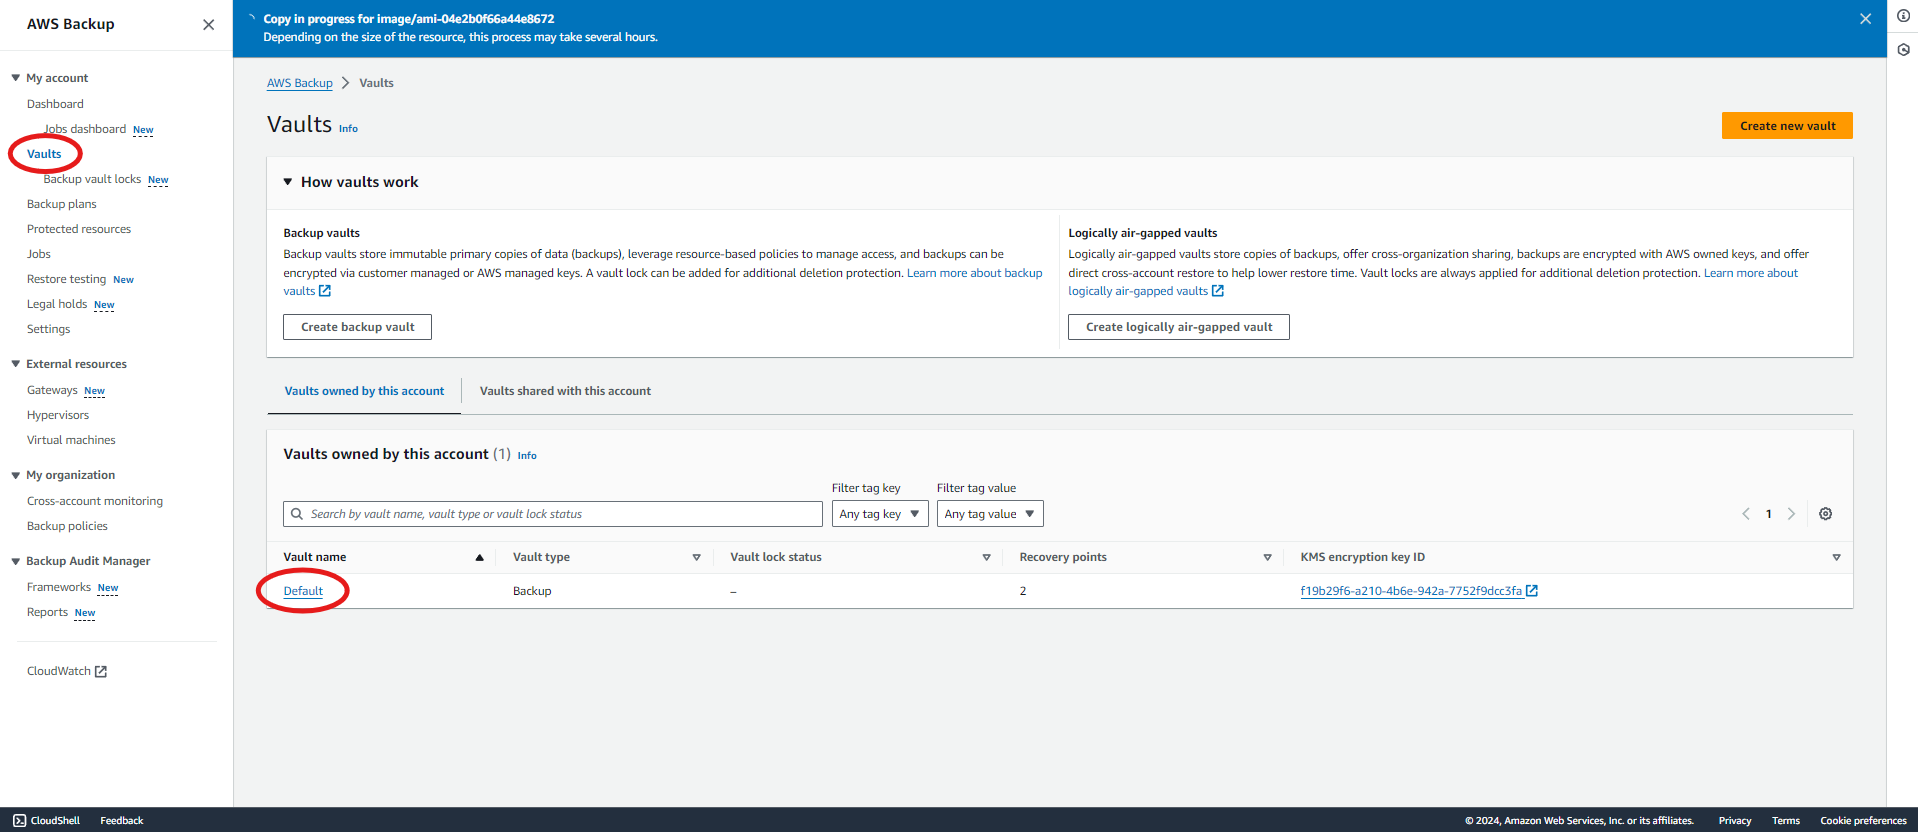 AWS Backup
My account
Dashboard
Jobs dashboard New
Vaults
Backup vault locks New
Backup plans
Protected resources
Jobs
Restore testing New
Legal holds New
Settings
External resources
Gateways New
Hypervisors
Virtual machines
My organization
Cross-account monitoring
Backup policies
Backup Audit Manager
Frameworks New
Reports New
CloudWatch
Copy in progress for image/ami-04e2b0f66a44e8672
Depending on the size of the resource, this process may take several hours.
AWS Backup > Vaults
Vaults Info
Create new vault
How vaults work
Backup vaults
Backup vaults store immutable primary copies of data (backups), leverage resource-based policies to manage access, and backups can be
encrypted via customer managed or AWS managed keys. A vault lock can be added for additional deletion protection. Learn more about backup
vaults
Create backup vault
Logically air-gapped vaults
Logically air-gapped vaults store copies of backups, offer cross-organization sharing, backups are encrypted with AWS owned keys, and offer
direct cross-account restore to help lower restore time. Vault locks are always applied for additional deletion protection. Learn more about
logically air-gapped vaults
Create logically air-gapped vault
Vaults owned by this account Vaults shared with this account
Vaults owned by this account (1) Info
Filter tag key Filter tag value
Search by vault name, vault type or vault lock status Any tag key Any tag value 1
Vault name Vault type Vault lock status Recovery points KMS encryption key ID
Default Backup – 2 f19b29f6-a210-4b6e-942a-7752f9dcc3fa
CloudShell Feedback © 2024, Amazon Web Services, Inc. or its affiliates. Privacy Terms Cookie preferences